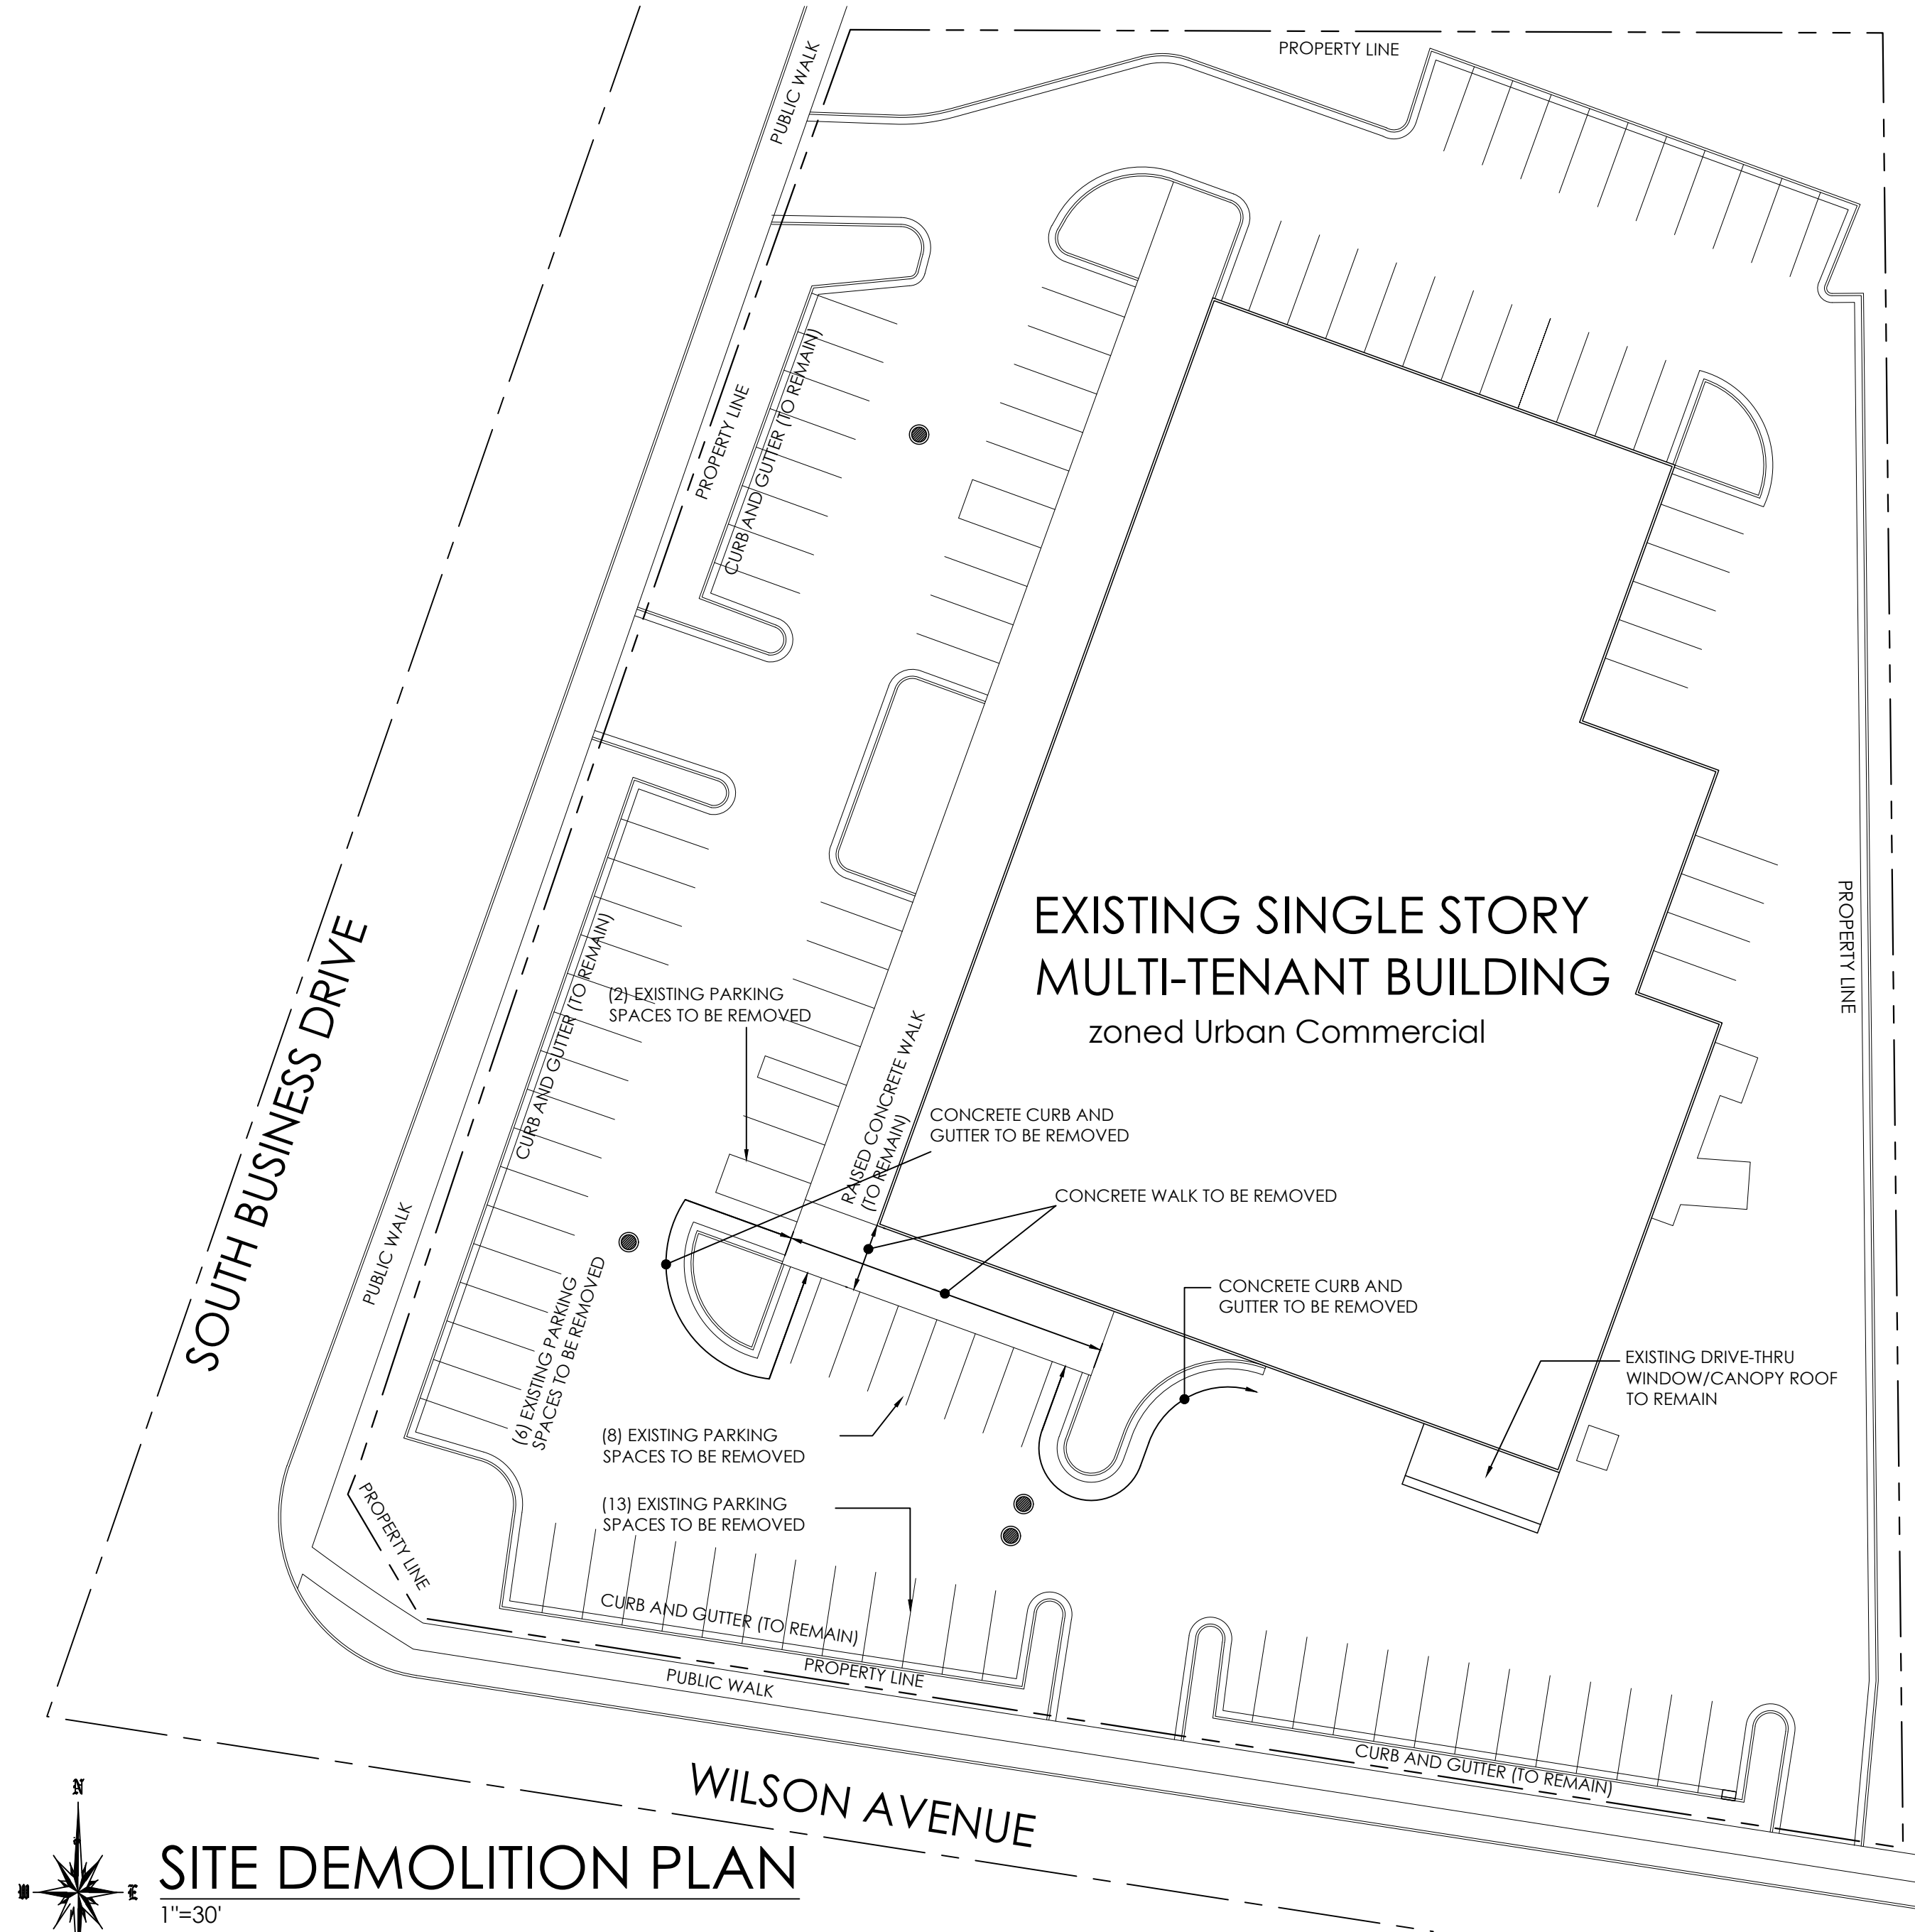 PROPERTY LINE
PUBLIC WALK
PROPERTY LINE
CURB AND GUTTER (TO REMAIN)
EXISTING SINGLE STORY
MULTI-TENANT BUILDING
zoned Urban Commercial
PROPERTY LINE
SOUTH BUSINESS DRIVE
CURB AND GUTTER (TO REMAIN)
(2) EXISTING PARKING
SPACES TO BE REMOVED
RAISED CONCRETE WALK
(TO REMAIN)
CONCRETE CURB AND
GUTTER TO BE REMOVED
CONCRETE WALK TO BE REMOVED
PUBLIC WALK
(6) EXISTING PARKING
SPACES TO BE REMOVED
CONCRETE CURB AND
GUTTER TO BE REMOVED
EXISTING DRIVE-THRU
WINDOW/CANOPY ROOF
TO REMAIN
(8) EXISTING PARKING
SPACES TO BE REMOVED
(13) EXISTING PARKING
SPACES TO BE REMOVED
PROPERTY LINE
CURB AND GUTTER (TO REMAIN)
PROPERTY LINE
PUBLIC WALK
CURB AND GUTTER (TO REMAIN)
WILSON AVENUE
N
W
E
SITE DEMOLITION PLAN
1"=30'